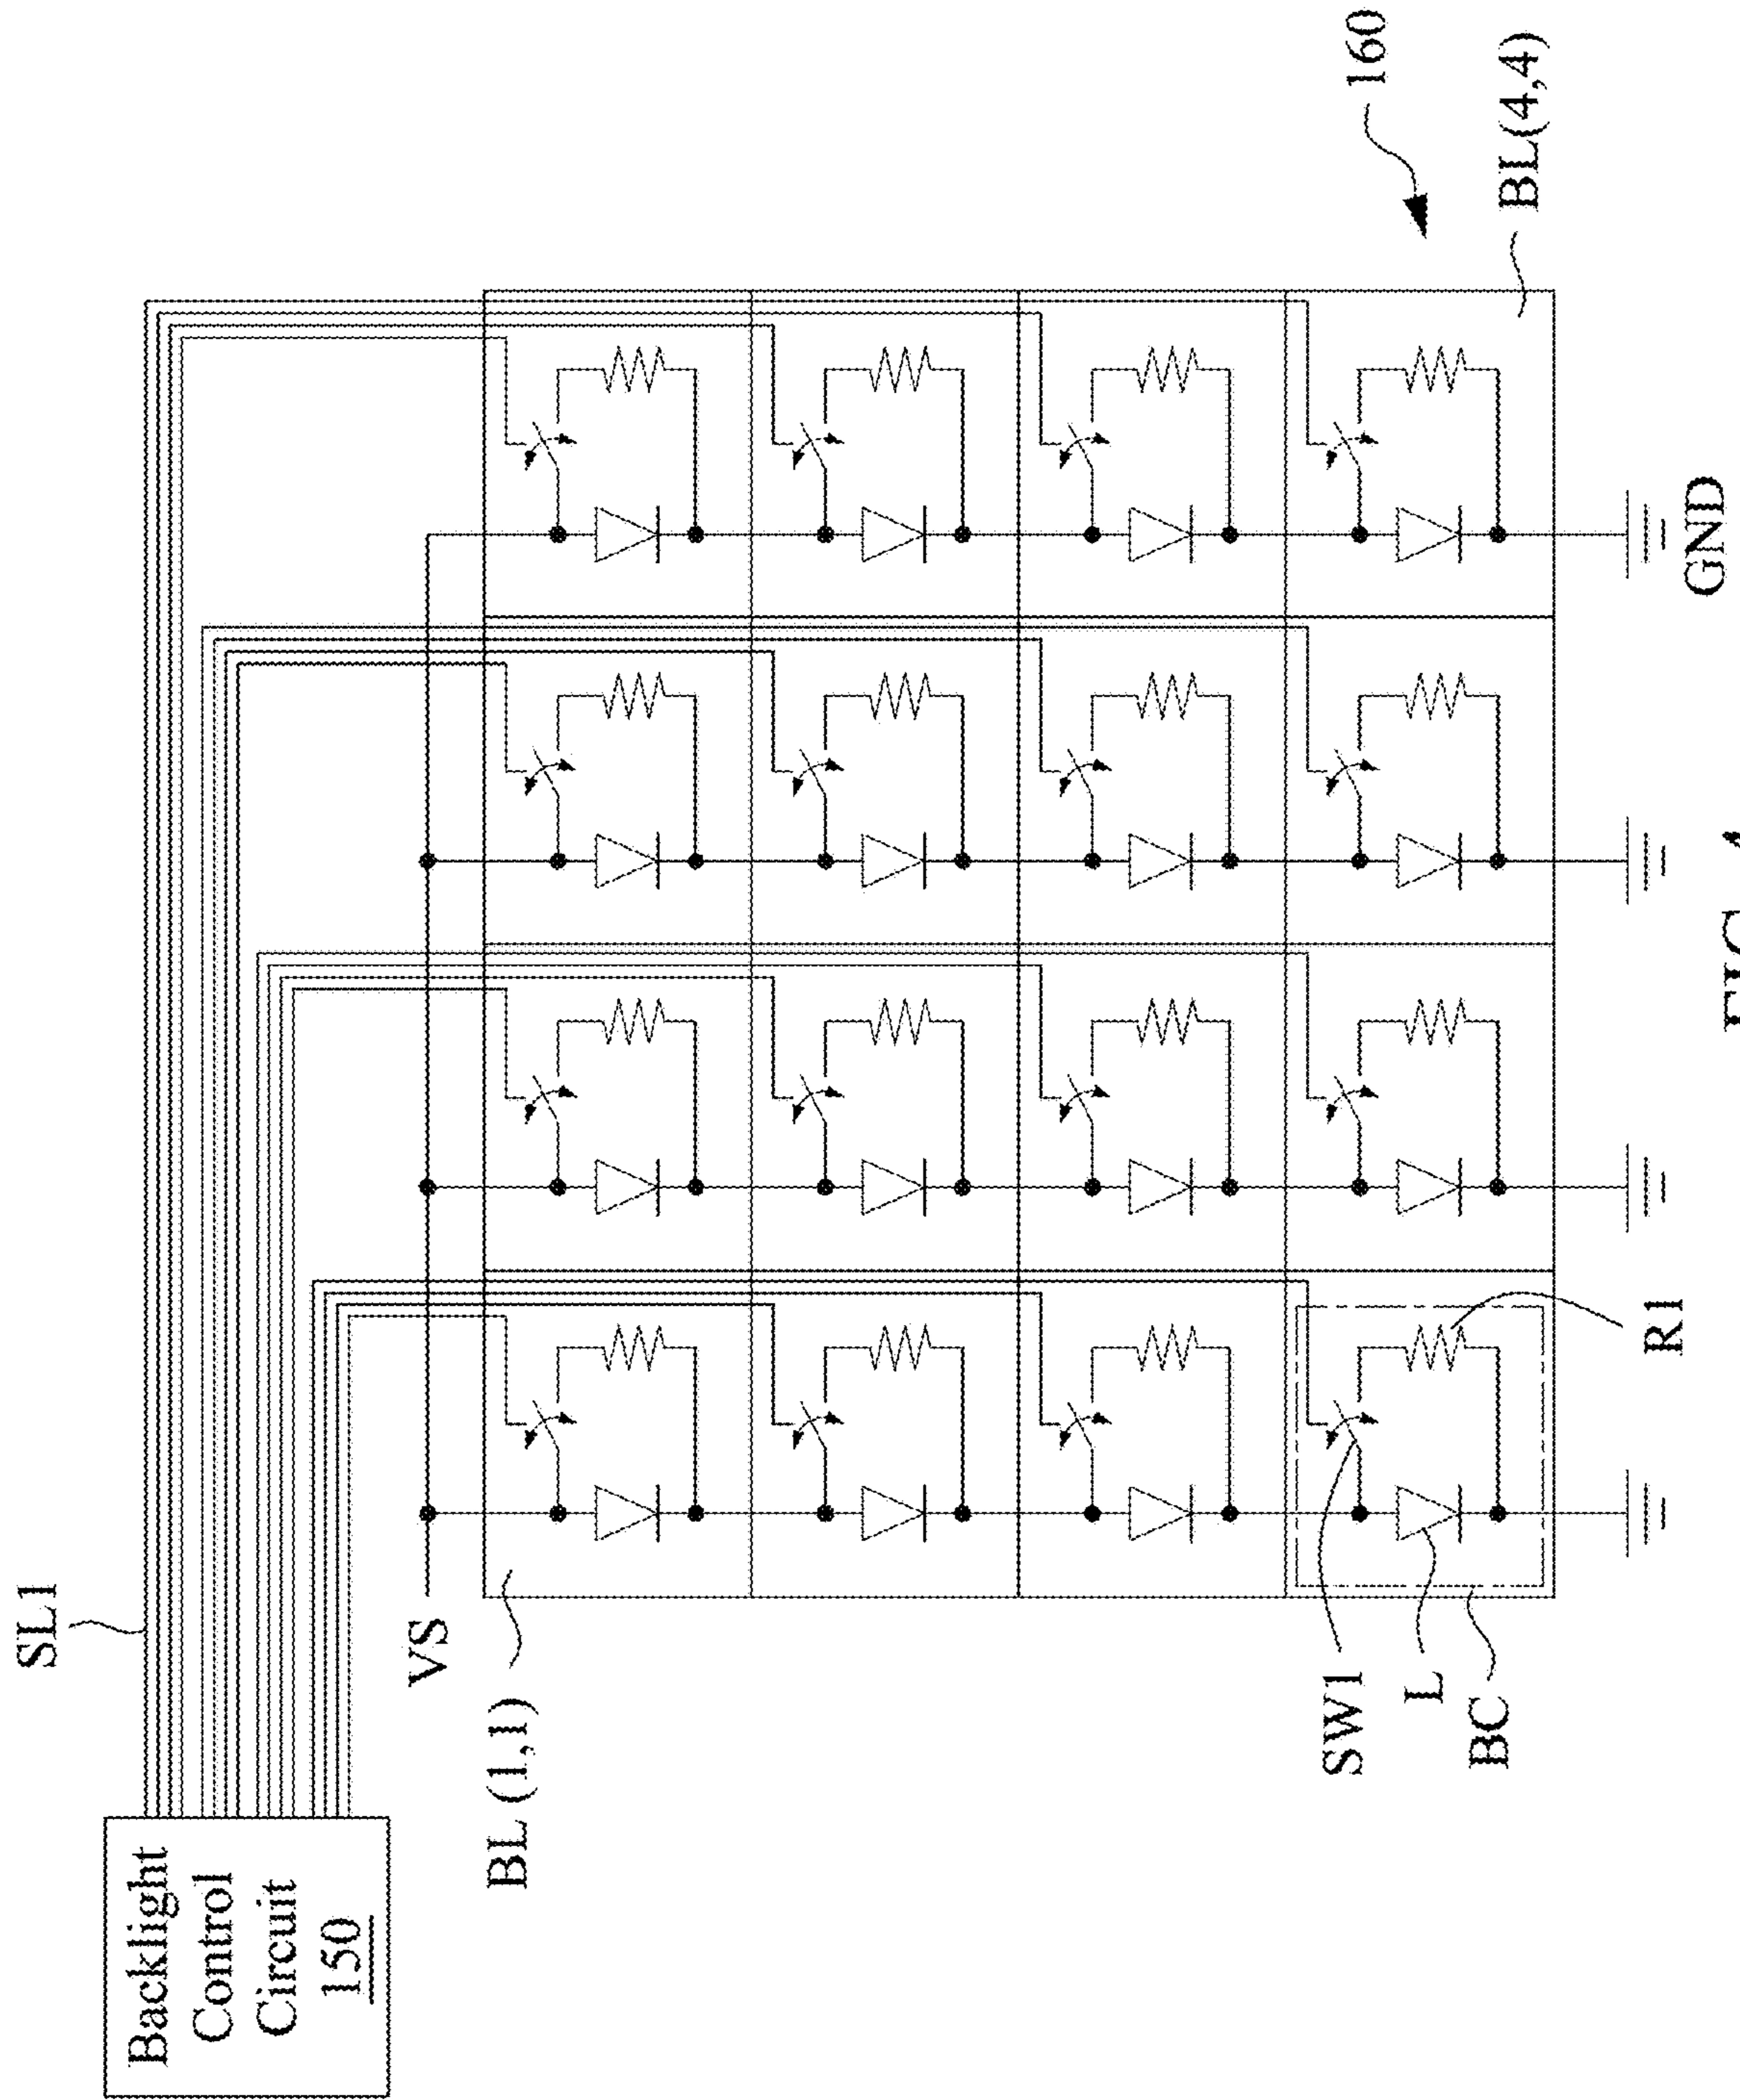 Backlight
Control
Circuit
150
SL1
VS
BL (1,1)
SW1
L
BC
R1
GND
160
BL(4,4)